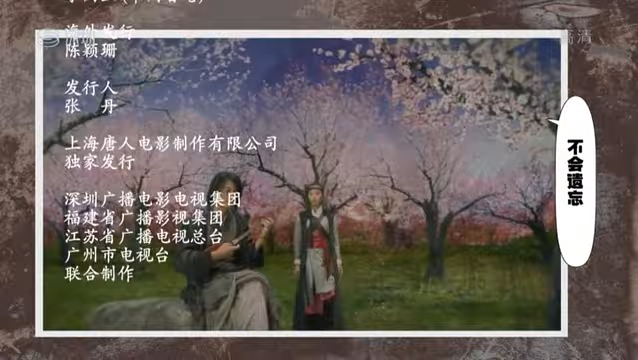 海外发行
陈颖珊
发行人
张 丹
上海唐人电影制作有限公司
独家发行
深圳广播电影电视集团
福建省广播影视集团
江苏省广播电视总台
广州市电视台
联合制作
不会遗忘
高清